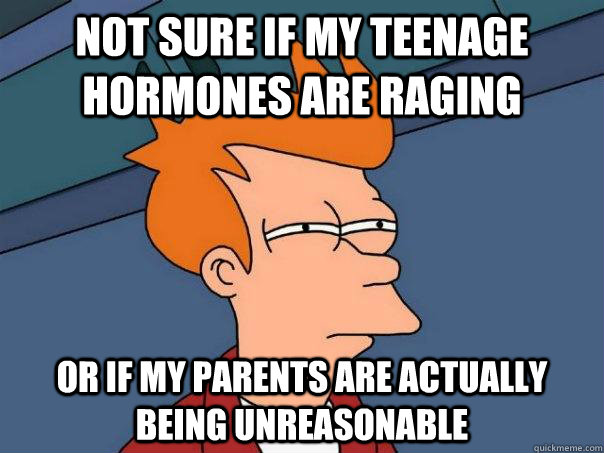 NOT SURE IF MY TEENAGE
HORMONES ARE RAGING
OR IF MY PARENTS ARE ACTUALLY
BEING UNREASONABLE
quickmeme.com